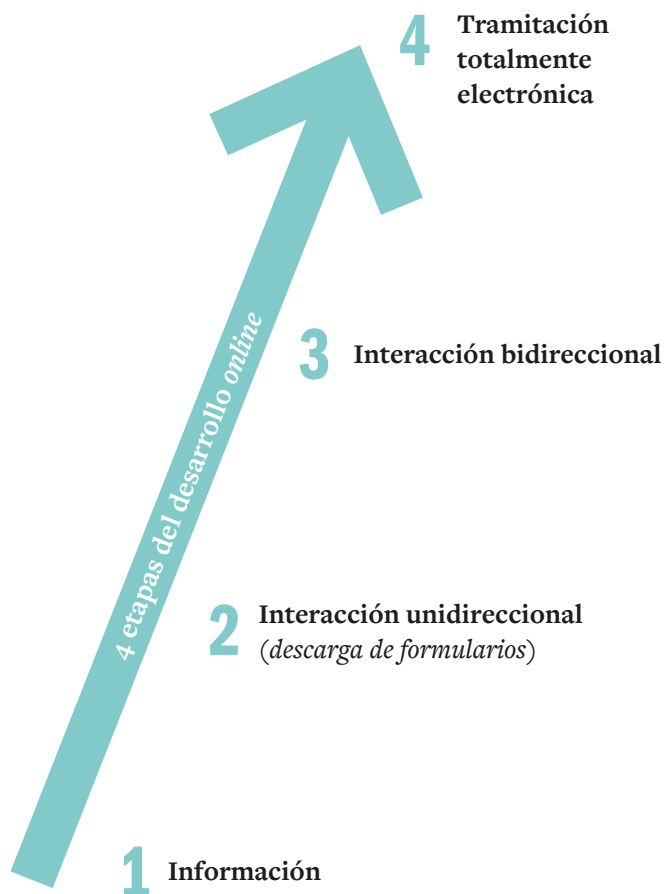 4 Tramitación
totalmente
electrónica
3 Interacción bidireccional
4 etapas del desarrollo online
2 Interacción unidireccional
(descarga de formularios)
1 Información